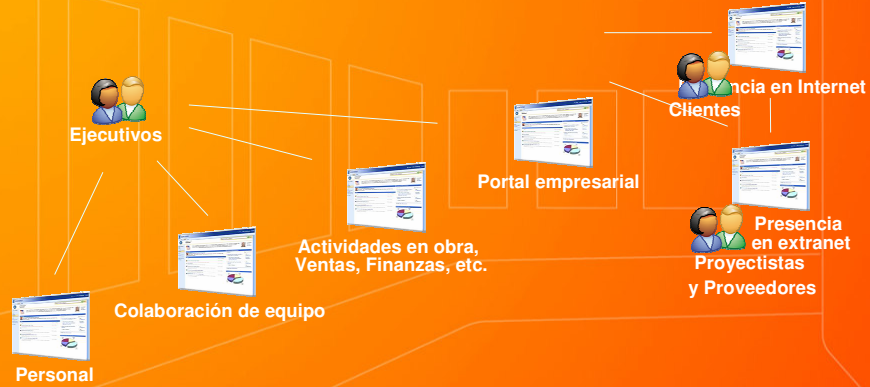 Ejecutivos
Personal
Colaboración de equipo
Actividades en obra,
Ventas, Finanzas, etc.
Portal empresarial
en Internet
Clientes
Presencia
en extranet
Proyectistas
y Proveedores